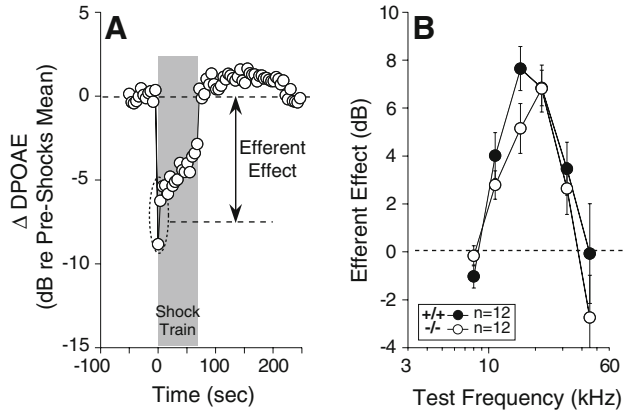 A
Δ DPOAE
(dB re Pre-Shocks Mean)
5
0
-5
-10
-15
Efferent
Effect
Shock
Train
-100
0
100
200
Time (sec)
B
Efferent Effect (dB)
10
8
6
4
2
0
-2
-4
+/+ n=12
-/- n=12
3
10
60
Test Frequency (kHz)